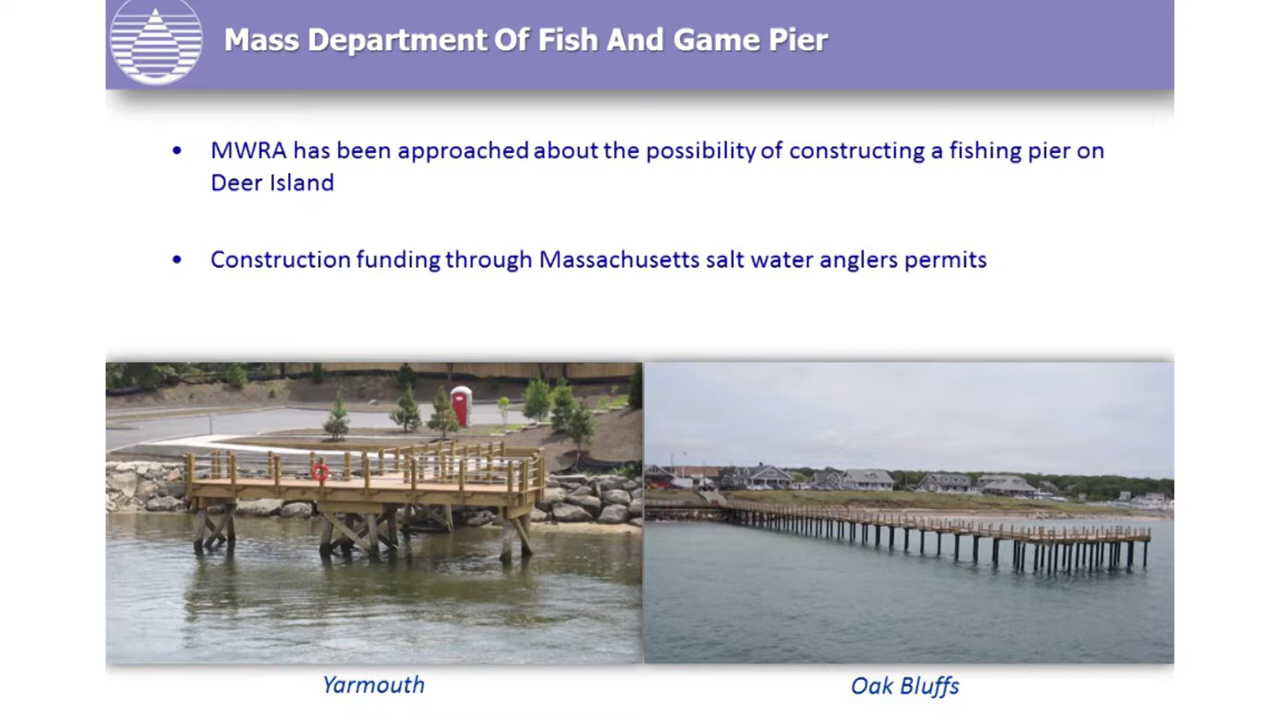 Mass Department Of Fish And Game Pier
• MWRA has been approached about the possibility of constructing a fishing pier on
Deer Island
• Construction funding through Massachusetts salt water anglers permits
Yarmouth
Oak Bluffs